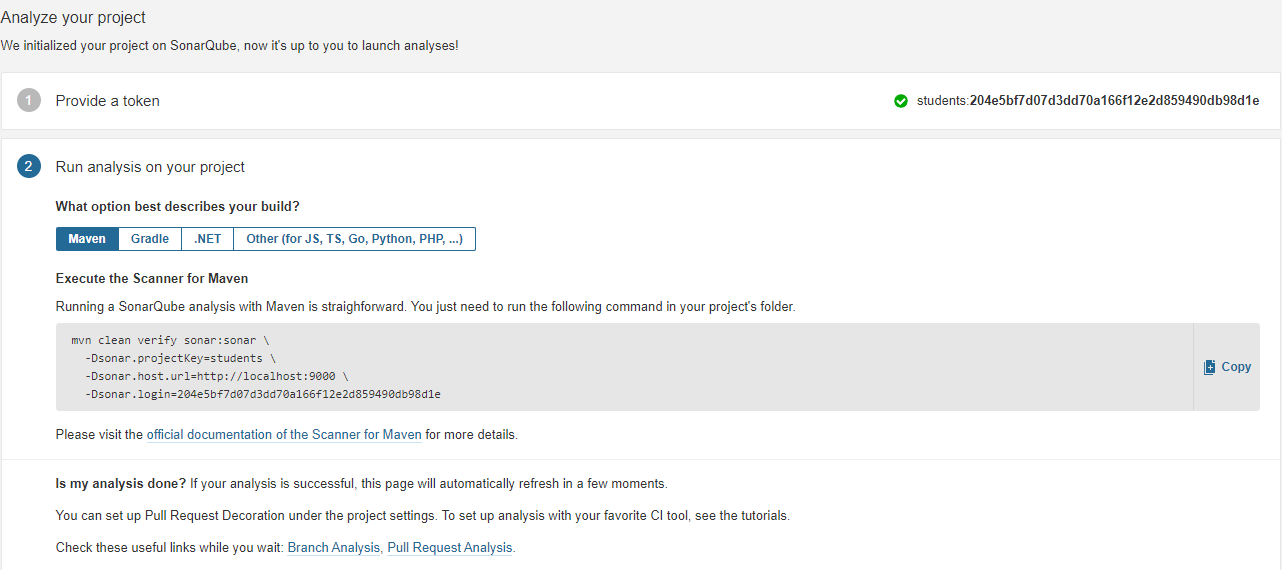 Analyze your project
We initialized your project on SonarQube, now it's up to you to launch analyses!
1 Provide a token students:204e5bf7d07d3dd70a166f12e2d859490db98d1e
2 Run analysis on your project
What option best describes your build?
Maven Gradle .NET Other (for JS, TS, Go, Python, PHP, ...)
Execute the Scanner for Maven
Running a SonarQube analysis with Maven is straighforward. You just need to run the following command in your project's folder.
mvn clean verify sonar:sonar \
-Dsonar.projectKey=students \
-Dsonar.host.url=http://localhost:9000 \
-Dsonar.login=204e5bf7d07d3dd70a166f12e2d859490db98d1e
Copy
Please visit the official documentation of the Scanner for Maven for more details.
Is my analysis done? If your analysis is successful, this page will automatically refresh in a few moments.
You can set up Pull Request Decoration under the project settings. To set up analysis with your favorite CI tool, see the tutorials.
Check these useful links while you wait: Branch Analysis, Pull Request Analysis.